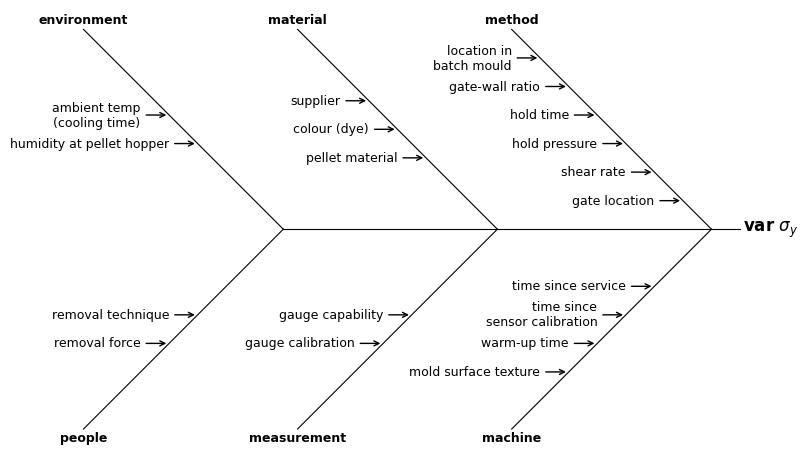 environment
material
method
location in
batch mould
gate-wall ratio
hold time
hold pressure
shear rate
gate location
supplier
colour (dye)
pellet material
ambient temp
(cooling time)
humidity at pellet hopper
var σy
removal technique
removal force
gauge capability
gauge calibration
time since service
time since
sensor calibration
warm-up time
mold surface texture
people
measurement
machine